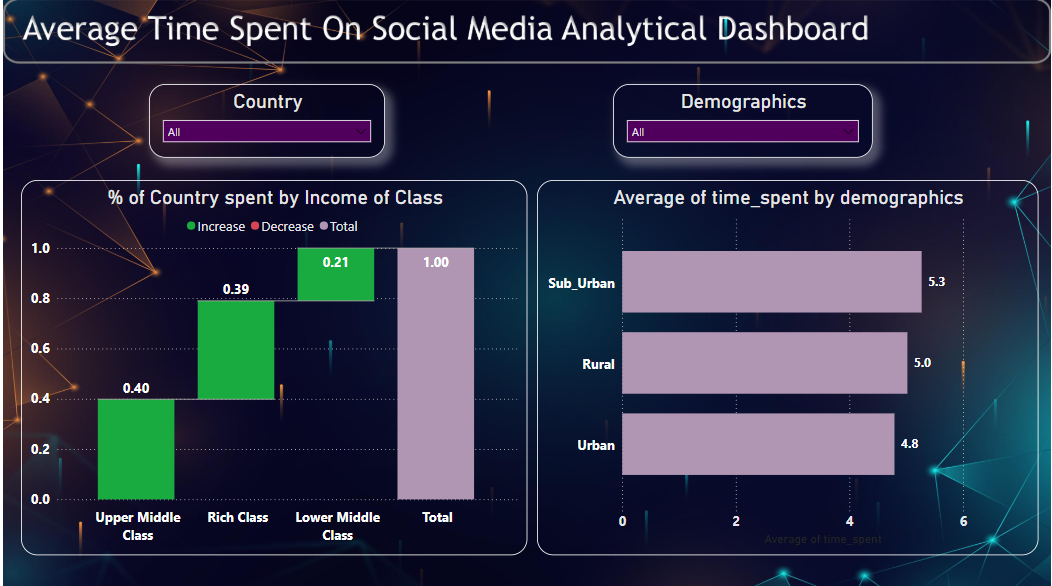 Average Time Spent On Social Media Analytical Dashboard
Country
All
Demographics
All
% of Country spent by Income of Class
Increase Decrease Total
1.0
0.8
0.6
0.4
0.2
0.0
0.40
0.39
0.21
1.00
Upper Middle Class
Rich Class
Lower Middle Class
Total
Average of time_spent by demographics
Sub_Urban
5.3
Rural
5.0
Urban
4.8
0 2 4 6
Average of time_spent